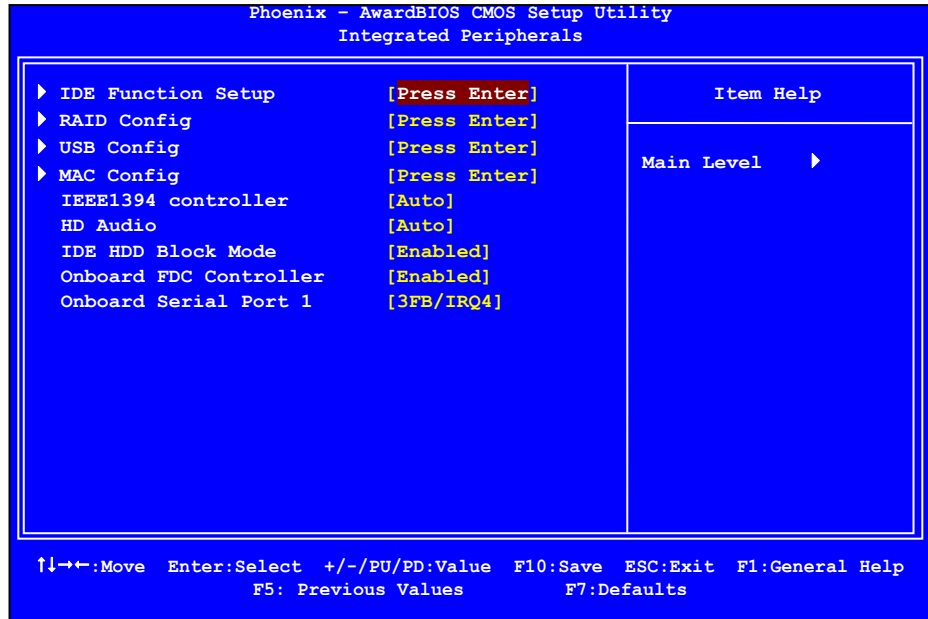 Phoenix – AwardBIOS CMOS Setup Utility
Integrated Peripherals
IDE Function Setup [Press Enter] Item Help
RAID Config [Press Enter]
USB Config [Press Enter] Main Level
MAC Config [Press Enter]
IEEE1394 controller [Auto]
HD Audio [Auto]
IDE HDD Block Mode [Enabled]
Onboard FDC Controller [Enabled]
Onboard Serial Port 1 [3FB/IRQ4]
↑↓→←:Move Enter:Select +/-/PU/PD:Value F10:Save ESC:Exit F1:General Help
F5: Previous Values F7:Defaults